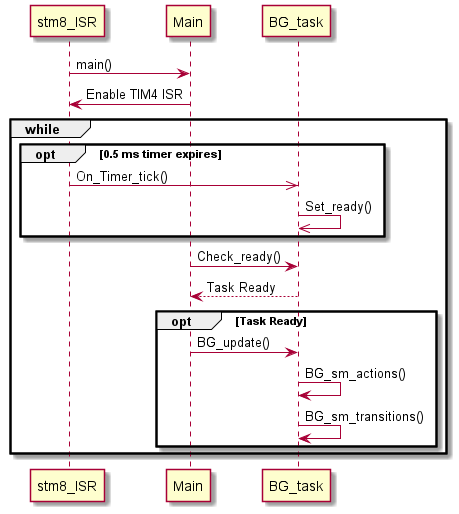 stm8_ISR Main BG_task
main()
Enable TIM4 ISR
while
opt [0.5 ms timer expires]
On_Timer_tick()
Set_ready()
Check_ready()
Task Ready
opt [Task Ready]
BG_update()
BG_sm_actions()
BG_sm_transitions()
stm8_ISR Main BG_task